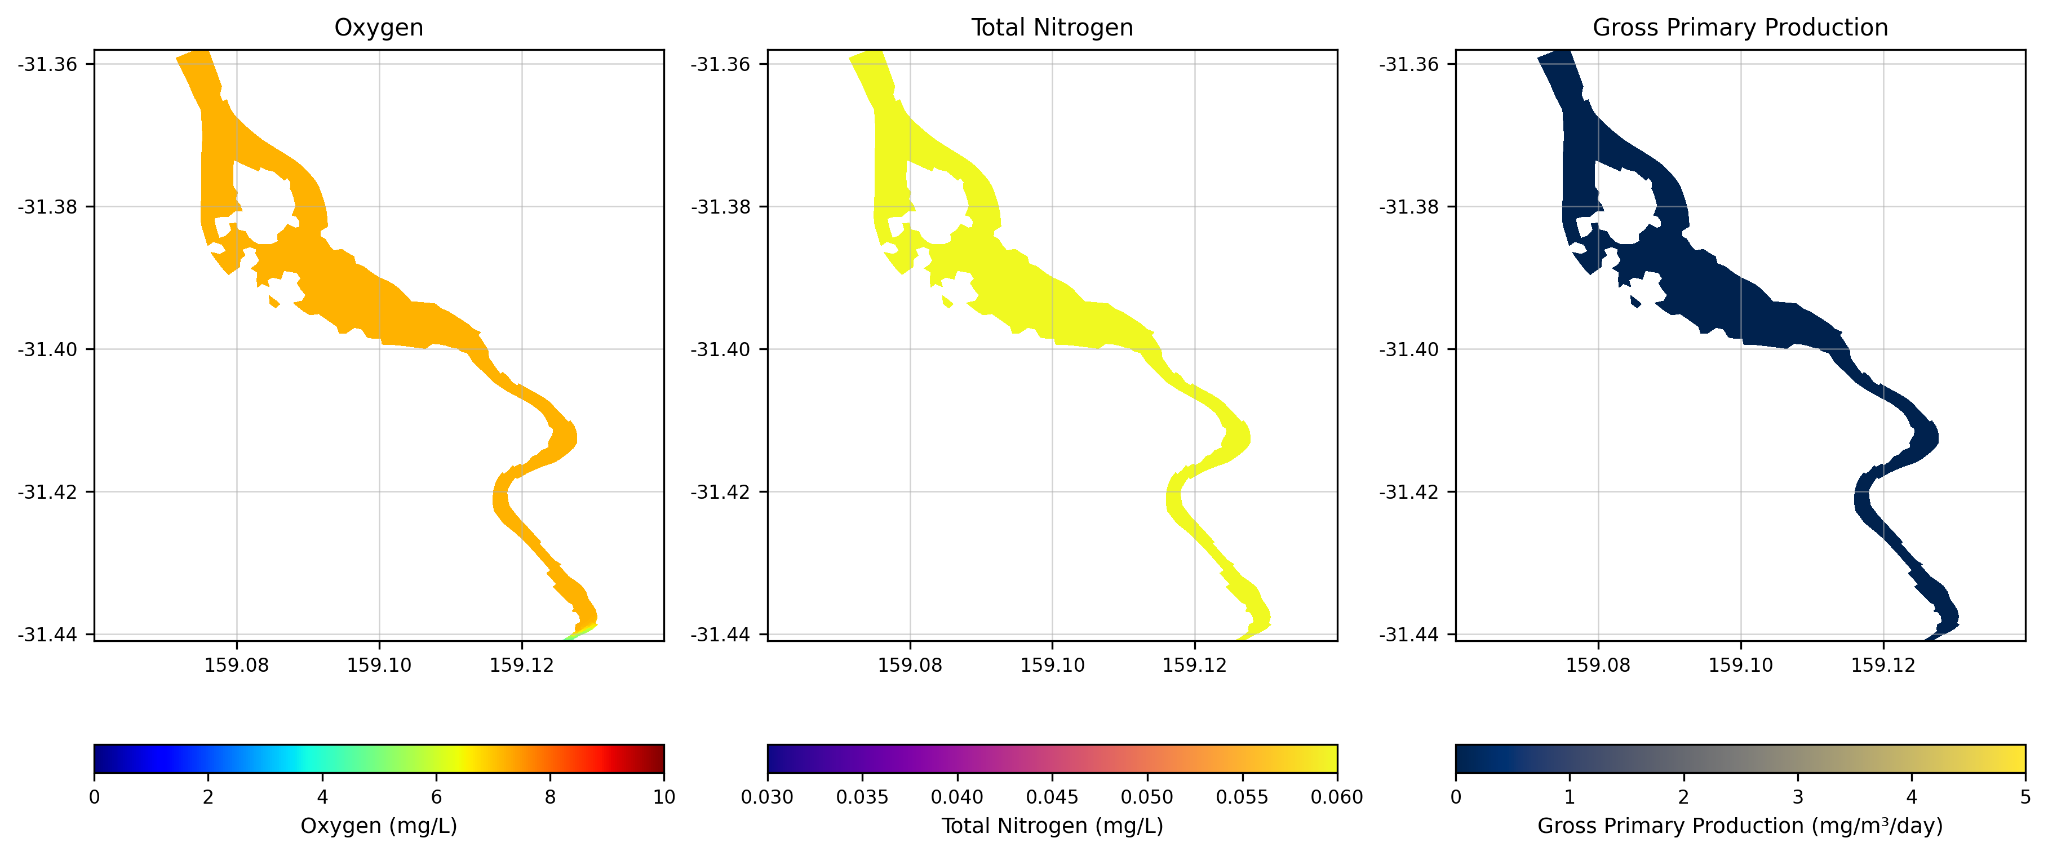 Oxygen
Total Nitrogen
Gross Primary Production
-31.36
-31.38
-31.40
-31.42
-31.44
159.08
159.10
159.12
-31.36
-31.38
-31.40
-31.42
-31.44
159.08
159.10
159.12
-31.36
-31.38
-31.40
-31.42
-31.44
159.08
159.10
159.12
0 2 4 6 8 10
Oxygen (mg/L)
0.030 0.035 0.040 0.045 0.050 0.055 0.060
Total Nitrogen (mg/L)
0 1 2 3 4 5
Gross Primary Production (mg/m³/day)